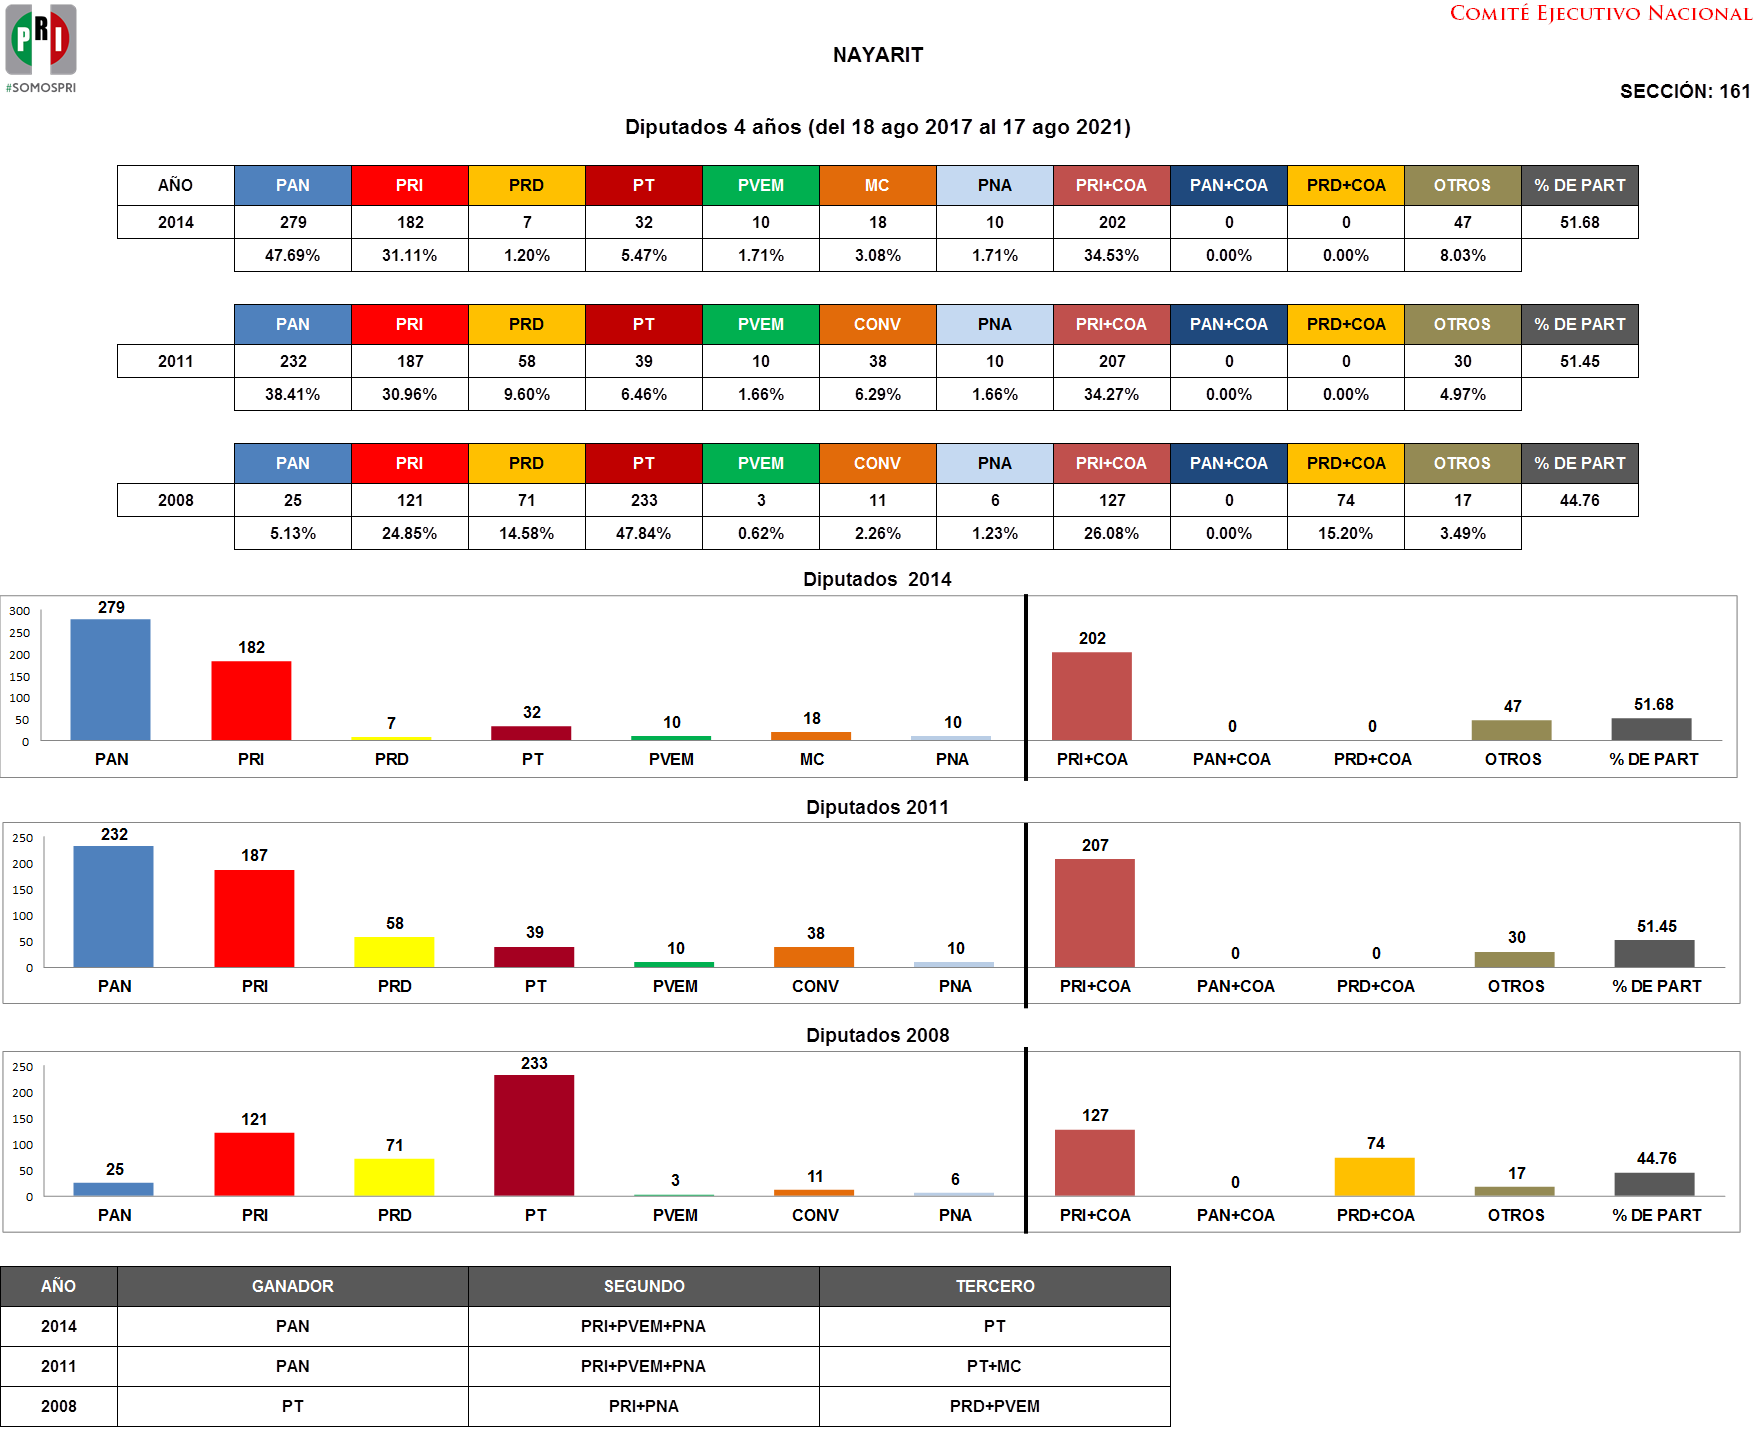 PRI
#SOMOSPRI
COMITÉ EJECUTIVO NACIONAL
NAYARIT
SECCIÓN: 161
Diputados 4 años (del 18 ago 2017 al 17 ago 2021)
AÑO PAN PRI PRD PT PVEM MC PNA PRI+COA PAN+COA PRD+COA OTROS % DE PART
2014 279 182 7 32 10 18 10 202 0 0 47 51.68
47.69% 31.11% 1.20% 5.47% 1.71% 3.08% 1.71% 34.53% 0.00% 0.00% 8.03%
PAN PRI PRD PT PVEM CONV PNA PRI+COA PAN+COA PRD+COA OTROS % DE PART
2011 232 187 58 39 10 38 10 207 0 0 30 51.45
38.41% 30.96% 9.60% 6.46% 1.66% 6.29% 1.66% 34.27% 0.00% 0.00% 4.97%
PAN PRI PRD PT PVEM CONV PNA PRI+COA PAN+COA PRD+COA OTROS % DE PART
2008 25 121 71 233 3 11 6 127 0 74 17 44.76
5.13% 24.85% 14.58% 47.84% 0.62% 2.26% 1.23% 26.08% 0.00% 15.20% 3.49%
Diputados 2014
300
250
200
150
100
50
0
279 182 7 32 10 18 10 202 0 0 47 51.68
PAN PRI PRD PT PVEM MC PNA PRI+COA PAN+COA PRD+COA OTROS % DE PART
Diputados 2011
250
200
150
100
50
0
232 187 58 39 10 38 10 207 0 0 30 51.45
PAN PRI PRD PT PVEM CONV PNA PRI+COA PAN+COA PRD+COA OTROS % DE PART
Diputados 2008
250
200
150
100
50
0
25 121 71 233 3 11 6 127 0 74 17 44.76
PAN PRI PRD PT PVEM CONV PNA PRI+COA PAN+COA PRD+COA OTROS % DE PART
AÑO GANADOR SEGUNDO TERCERO
2014 PAN PRI+PVEM+PNA PT
2011 PAN PRI+PVEM+PNA PT+MC
2008 PT PRI+PNA PRD+PVEM